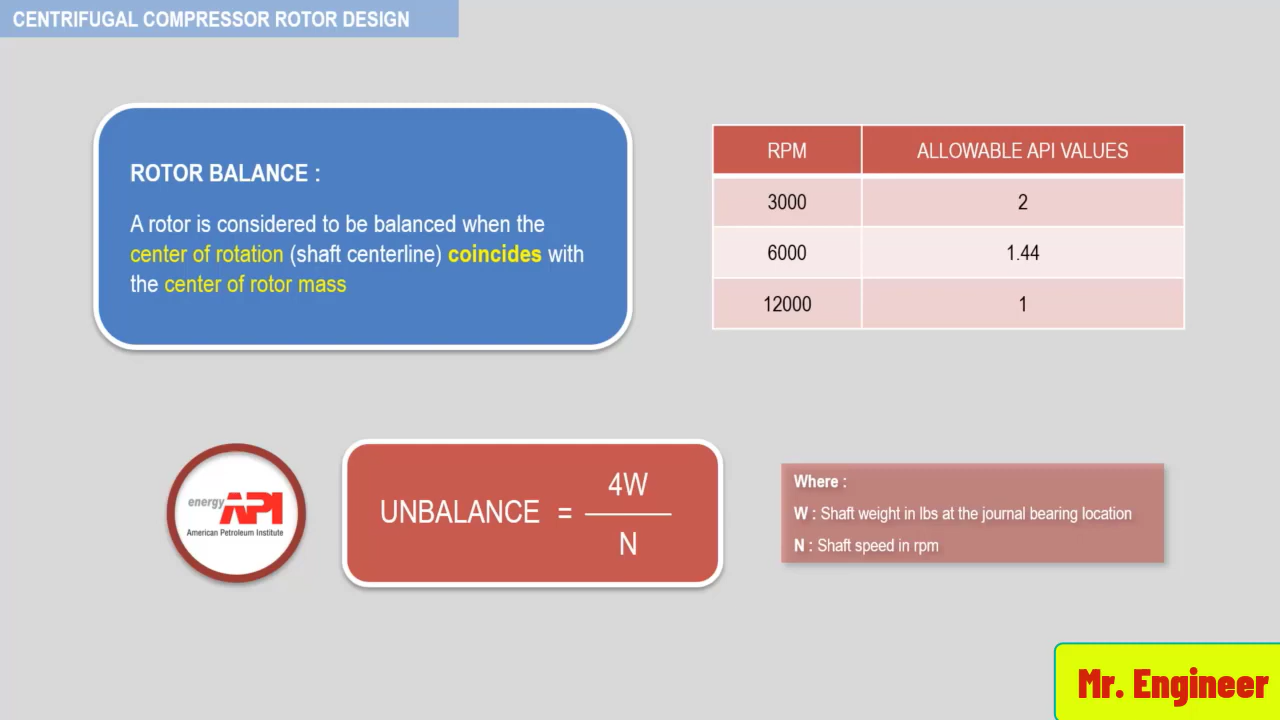 CENTRIFUGAL COMPRESSOR ROTOR DESIGN
ROTOR BALANCE :
A rotor is considered to be balanced when the
center of rotation (shaft centerline) coincides with
the center of rotor mass
RPM ALLOWABLE API VALUES
3000 2
6000 1.44
12000 1
energy API
American Petroleum Institute
UNBALANCE = 4W
N
Where :
W : Shaft weight in lbs at the journal bearing location
N : Shaft speed in rpm
Mr. Engineer